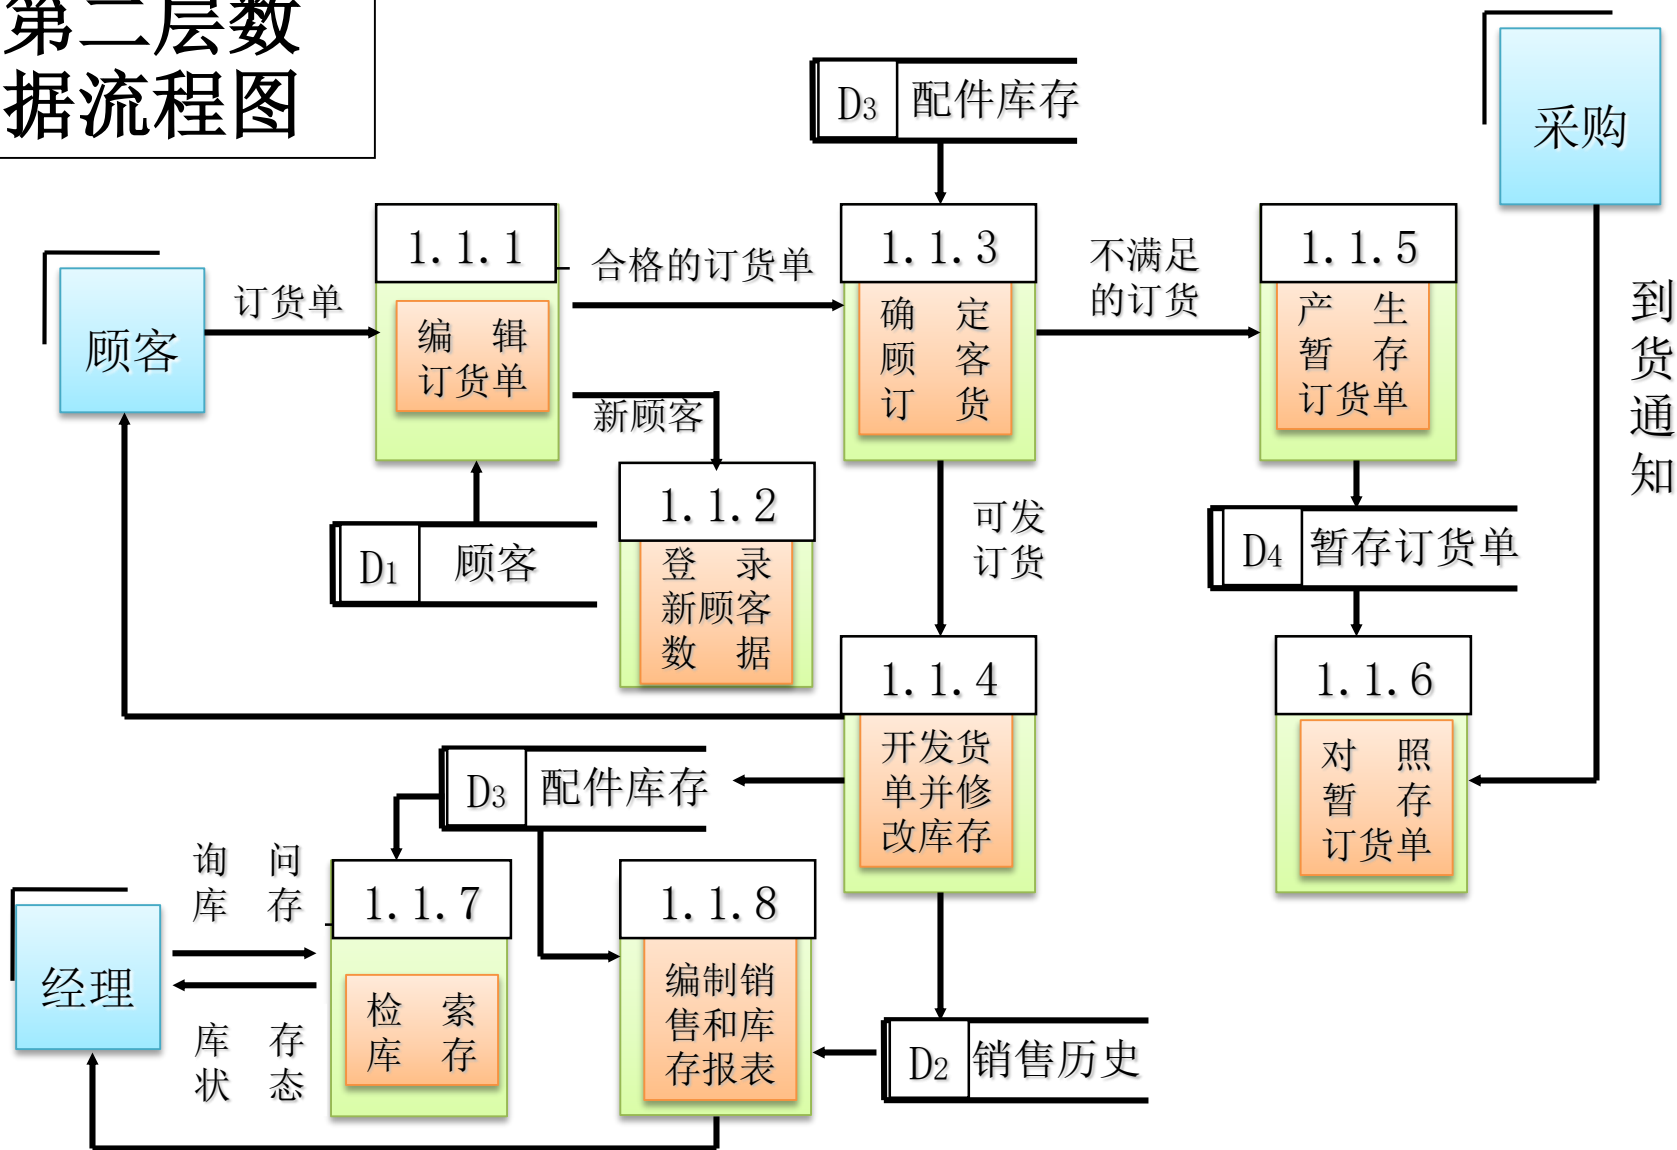 第二层数
据流程图
D3 配件库存
采购
1.1.1
编 辑
订货单
合格的订货单
1.1.3
确 定
顾 客
订 货
不满足
的订货
1.1.5
产 生
暂 存
订货单
到
货
通
知
顾客
订货单
新顾客
1.1.2
登 录
新顾客
数 据
D1 顾客
可发
订货
D4 暂存订货单
1.1.4
开发货
单并修
改库存
1.1.6
对 照
暂 存
订货单
D3 配件库存
询 问
库 存
经理
库 存
状 态
1.1.7
检 索
库 存
1.1.8
编制销
售和库
存报表
D2 销售历史